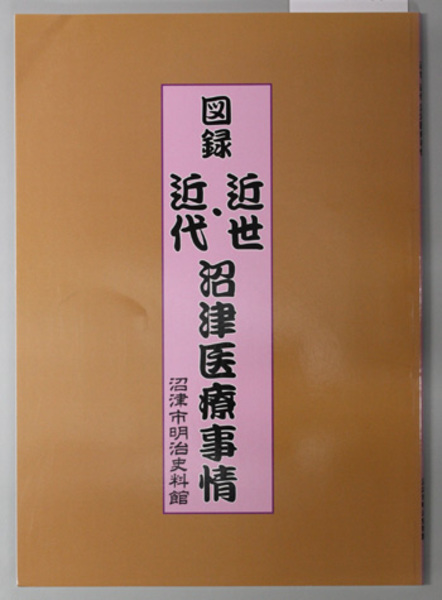 図録
近世・近代
沼津医療事情
沼津市明治史料館